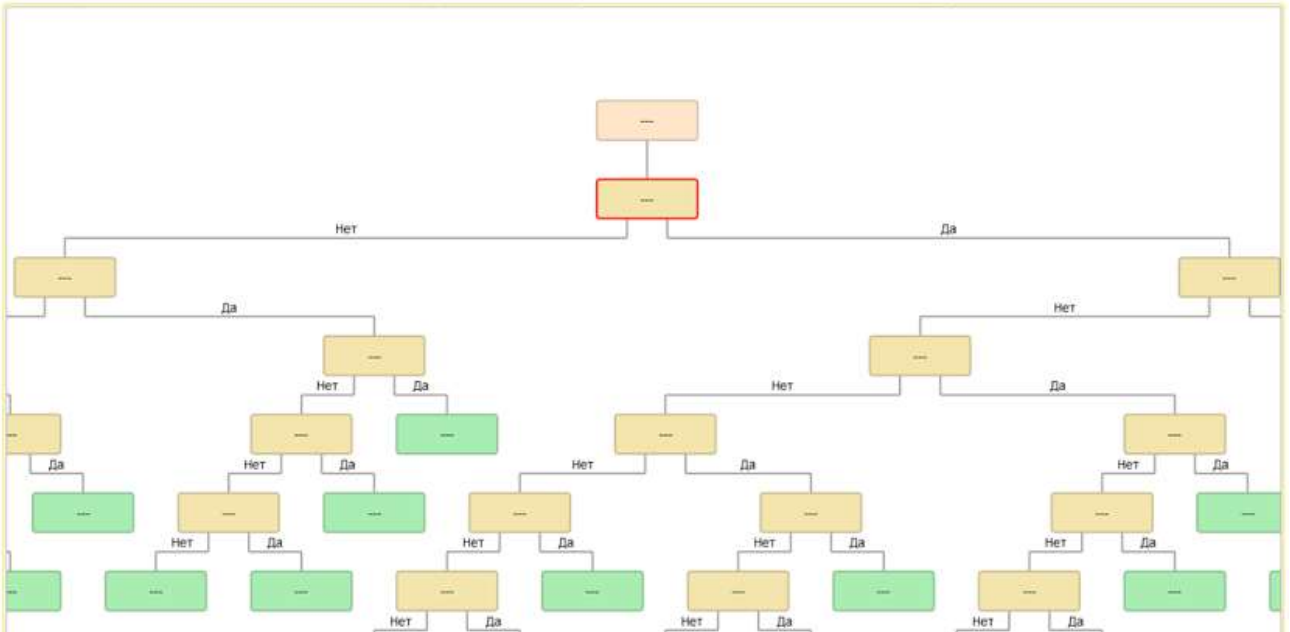 ----
----
Нет Да
---- ----
Да Нет
---- ----
Нет Да Нет Да
---- ---- ---- ---- ----
Да Нет Да Нет Да Нет Да
---- ---- ---- ---- ---- ---- ----
Нет Да Нет Да Нет Да Нет Да
---- ---- ---- ---- ---- ---- ---- ---- ----
Нет Да Нет Да Нет Да